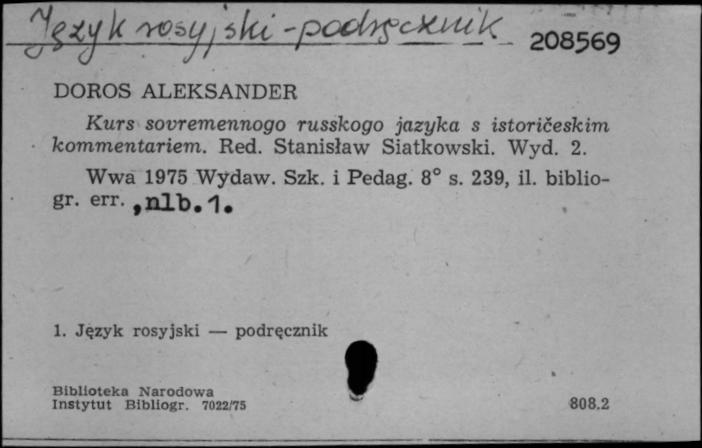 Język rosyjski - podręcznik 208569
DOROS ALEKSANDER
Kurs sovremennogo russkogo jazyka s istoričeskim
kommentariem. Red. Stanisław Siatkowski. Wyd. 2.
Wwa 1975 Wydaw. Szk. i Pedag. 8° s. 239, il. biblio-
gr. err. ,nlb.1.
1. Język rosyjski — podręcznik
Biblioteka Narodowa
Instytut Bibliogr. 7022/75 808.2